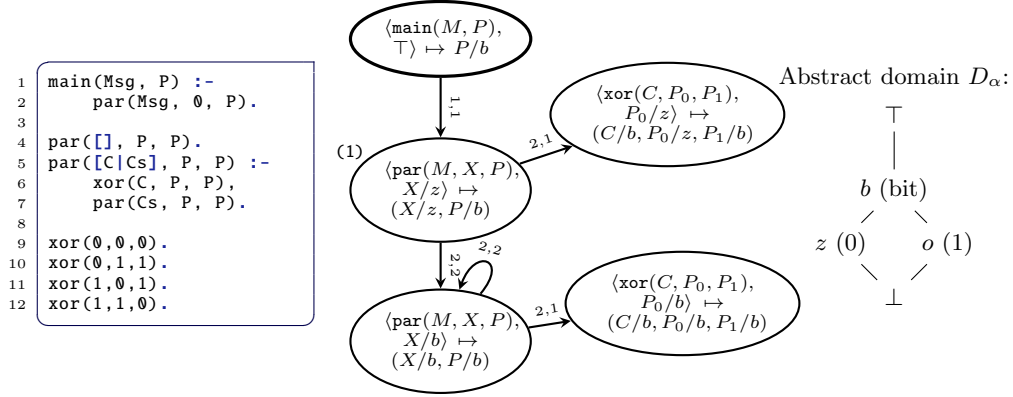 1 main(Msg, P) :-
2 par(Msg, 0, P).
3
4 par([], P, P).
5 par([C|Cs], P, P) :-
6 xor(C, P, P),
7 par(Cs, P, P).
8
9 xor(0,0,0).
10 xor(0,1,1).
11 xor(1,0,1).
12 xor(1,1,0).
⟨main(M, P),
⊤⟩ ↦ P/b
1,1
(1)
⟨par(M, X, P),
X/z⟩ ↦
(X/z, P/b)
2,1
⟨xor(C, P₀, P₁),
P₀/z⟩ ↦
(C/b, P₀/z, P₁/b)
2,2
2,2
⟨par(M, X, P),
X/b⟩ ↦
(X/b, P/b)
2,1
⟨xor(C, P₀, P₁),
P₀/b⟩ ↦
(C/b, P₀/b, P₁/b)
Abstract domain Dα:
⊤
b (bit)
z (0) o (1)
⊥